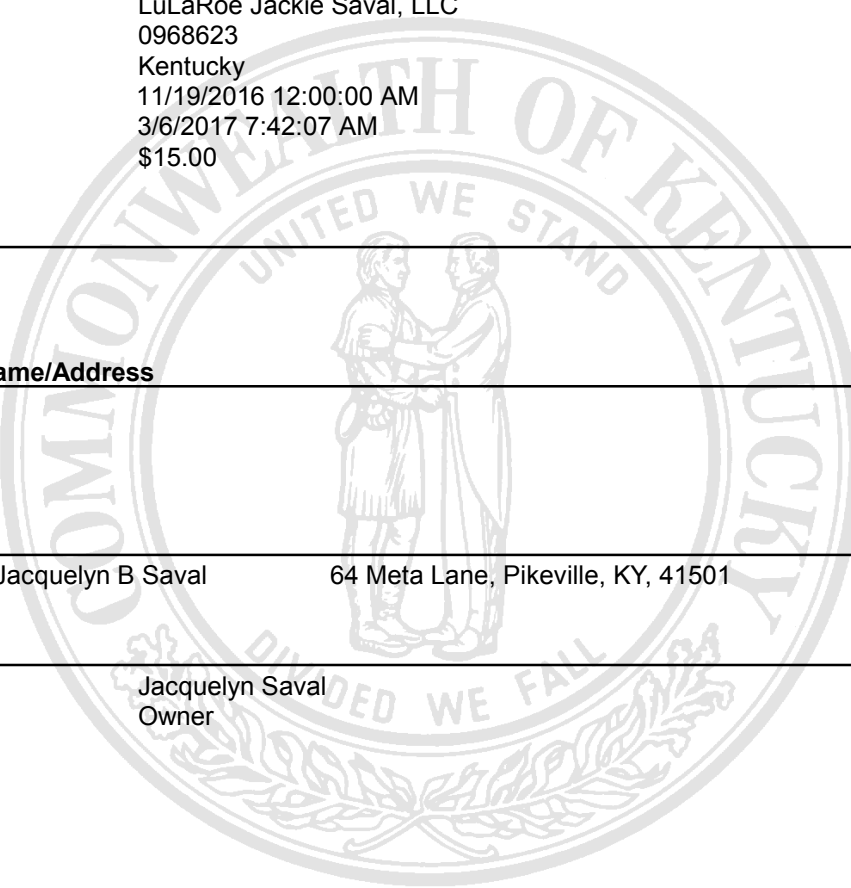 LuLaRoe Jackie Saval, LLC
0968623
Kentucky
11/19/2016 12:00:00 AM
3/6/2017 7:42:07 AM
$15.00
COMMONWEALTH OF KENTUCKY
UNITED WE STAND
ame/Address
Jacquelyn B Saval 64 Meta Lane, Pikeville, KY, 41501
DIVIDED WE FALL
Jacquelyn Saval
Owner